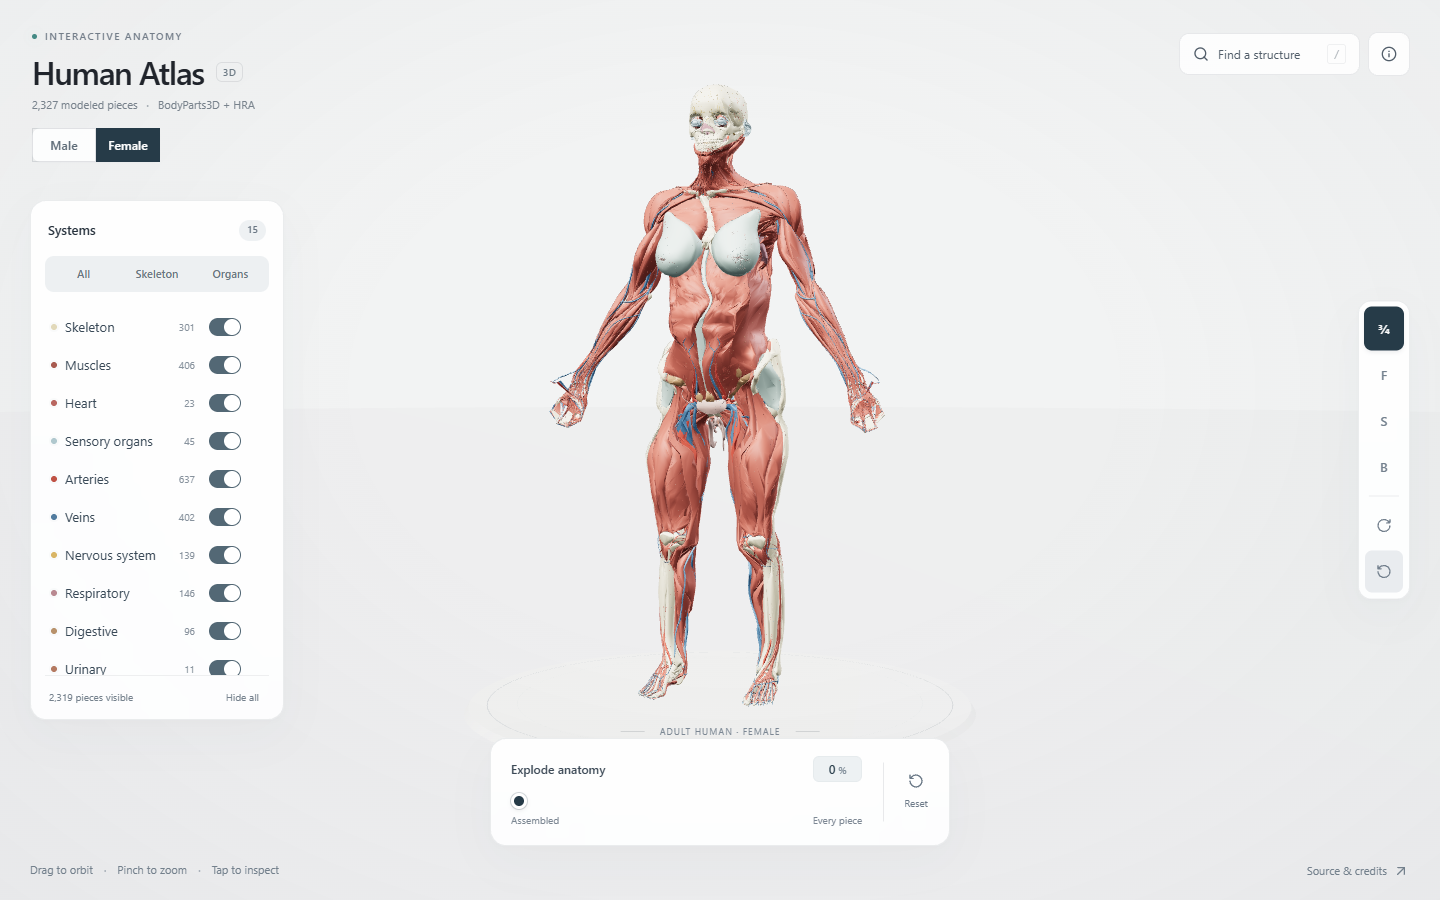 INTERACTIVE ANATOMY
Human Atlas 3D
2,327 modeled pieces · BodyParts3D + HRA
Male Female
Find a structure /
Systems 15
All Skeleton Organs
Skeleton 301
Muscles 406
Heart 23
Sensory organs 45
Arteries 637
Veins 402
Nervous system 139
Respiratory 146
Digestive 96
Urinary 11
2,319 pieces visible Hide all
¾
F
S
B
ADULT HUMAN · FEMALE
Explode anatomy 0 %
Assembled Every piece
Reset
Drag to orbit · Pinch to zoom · Tap to inspect
Source & credits